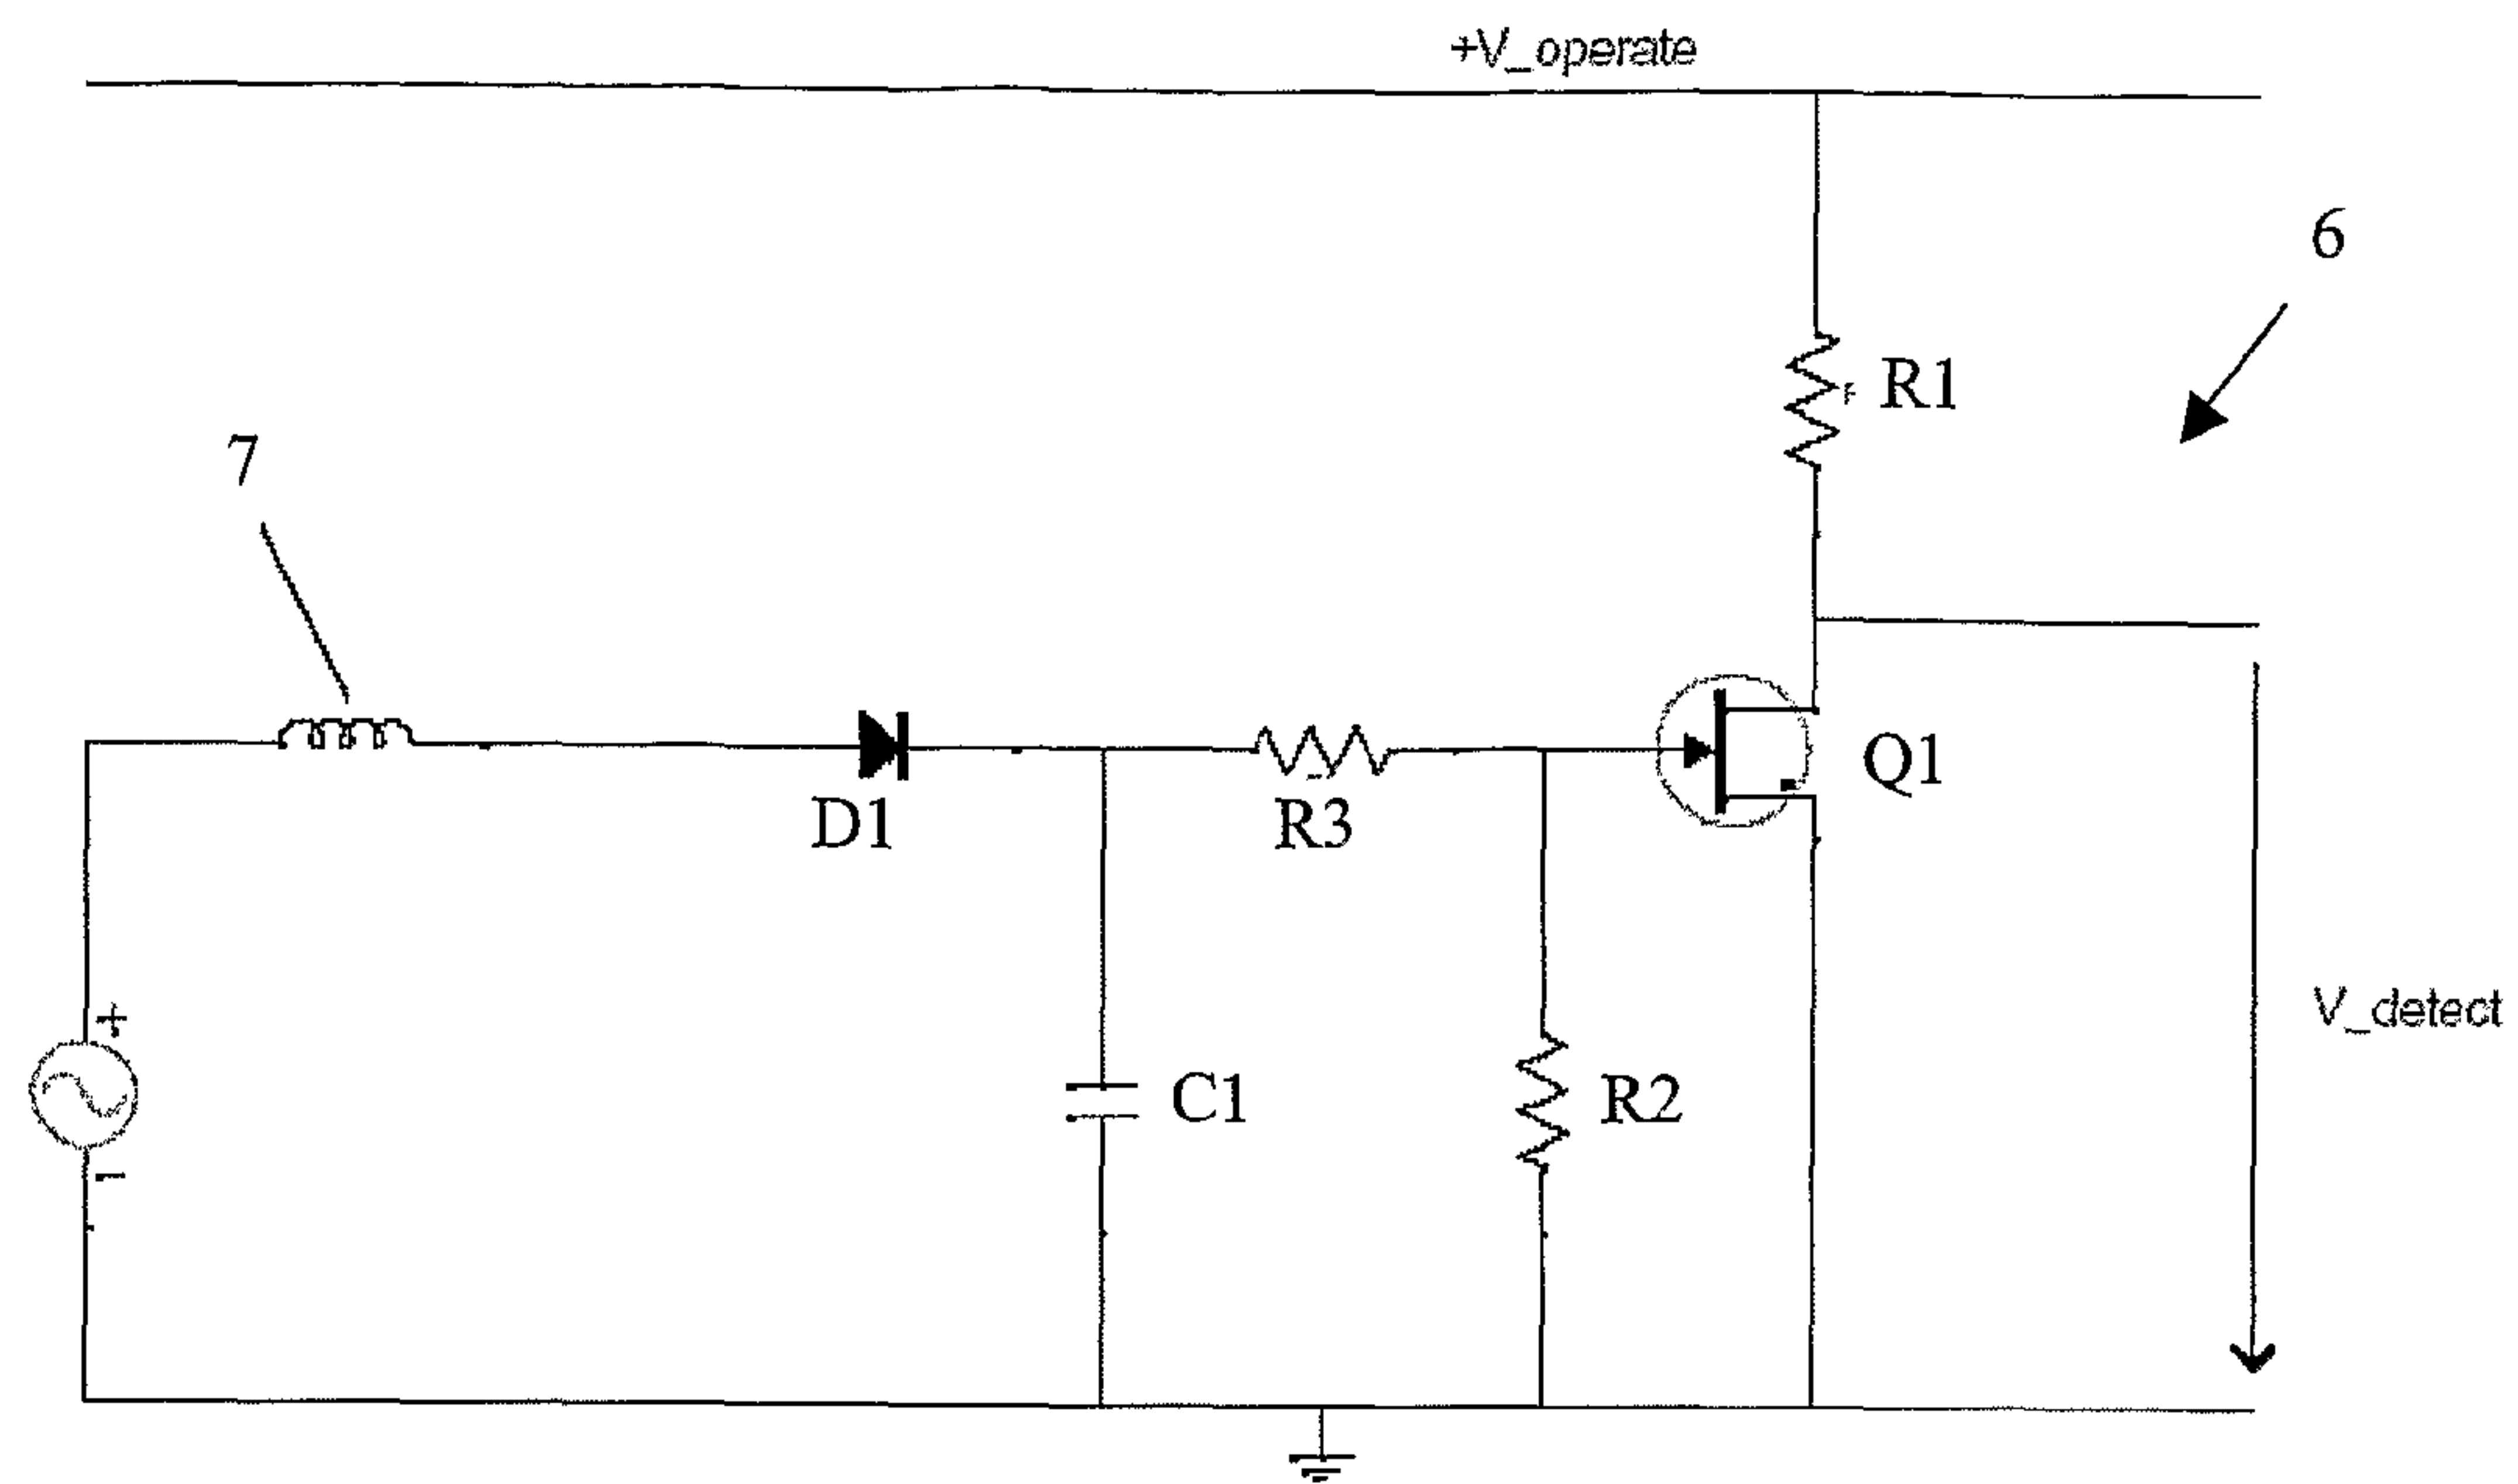 +V_operate
6
R1
7
Q1
D1
R3
+
V_detect
C1
R2
-